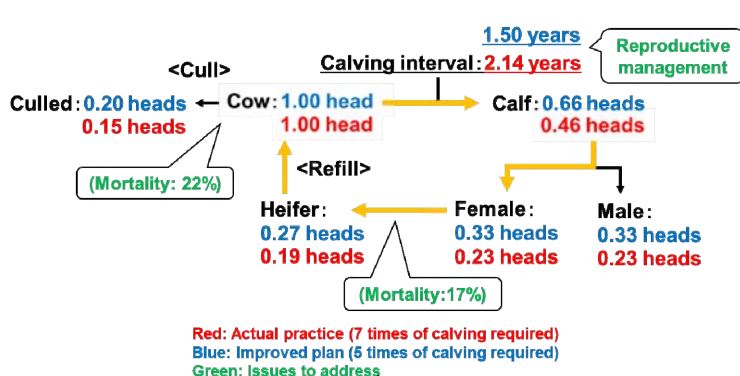 1.50 years
Calving interval:2.14 years
Reproductive
management
<Cull>
Culled:0.20 heads
0.15 heads
Cow:1.00 head
1.00 head
Calf:0.66 heads
0.46 heads
(Mortality: 22%)
<Refill>
Heifer:
0.27 heads
0.19 heads
Female:
0.33 heads
0.23 heads
Male:
0.33 heads
0.23 heads
(Mortality:17%)
Red: Actual practice (7 times of calving required)
Blue: Improved plan (5 times of calving required)
Green: Issues to address